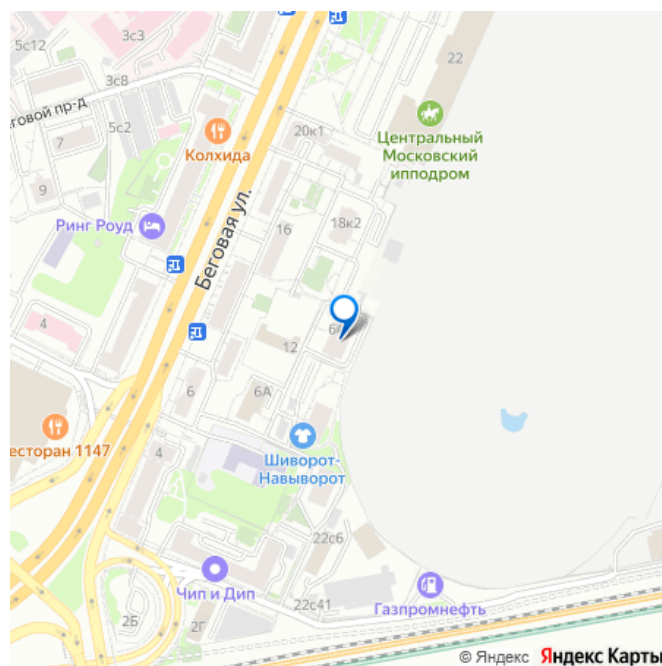 5с12
3с3
3с8
22
говой пр-д
5с2
20к1
7
Колхида
Центральный
Московский
ипподром
9
Ринг Роуд
Беговая ул.
16
18к2
4
12
6
6А
есторан 1147
4
Шиворот-
Навыворот
22с6
Чип и Дип
22с41
Газпромнефть
2Б
2Г
© Яндекс Яндекс Карты